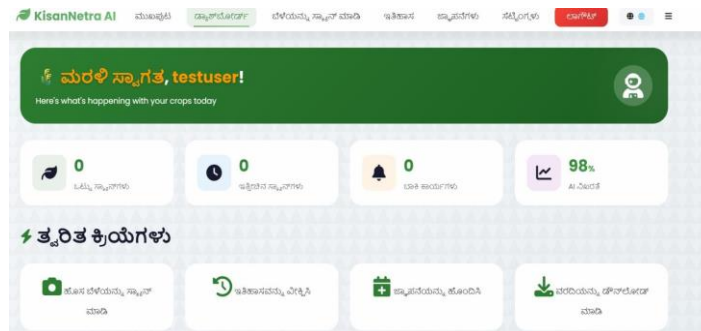 KisanNetra AI ಮುಖಪುಟ ಡ್ಯಾಶ್‌ಬೋರ್ಡ್ ಬೆಳೆಯನ್ನು ಸ್ಕ್ಯಾನ್ ಮಾಡಿ ಇತಿಹಾಸ ಜ್ಞಾಪನೆಗಳು ಸೆಟ್ಟಿಂಗ್ಗಳು ಲಾಗೌಟ್
ಮರಳಿ ಸ್ವಾಗತ, testuser!
Here's what's happening with your crops today
0 0 0 98%
ಒಟ್ಟು ಸ್ಕ್ಯಾನ್‌ಗಳು ಇತ್ತೀಚಿನ ಸ್ಕ್ಯಾನ್‌ಗಳು ಬಾಕಿ ಕಾರ್ಯಗಳು AI ನಿಖರತೆ
ತ್ವರಿತ ಕ್ರಿಯೆಗಳು
ಹೊಸ ಬೆಳೆಯನ್ನು ಸ್ಕ್ಯಾನ್ ಮಾಡಿ
ಇತಿಹಾಸವನ್ನು ವೀಕ್ಷಿಸಿ
ಜ್ಞಾಪನೆಯನ್ನು ಹೊಂದಿಸಿ
ವರದಿಯನ್ನು ಡೌನ್‌ಲೋಡ್ ಮಾಡಿ